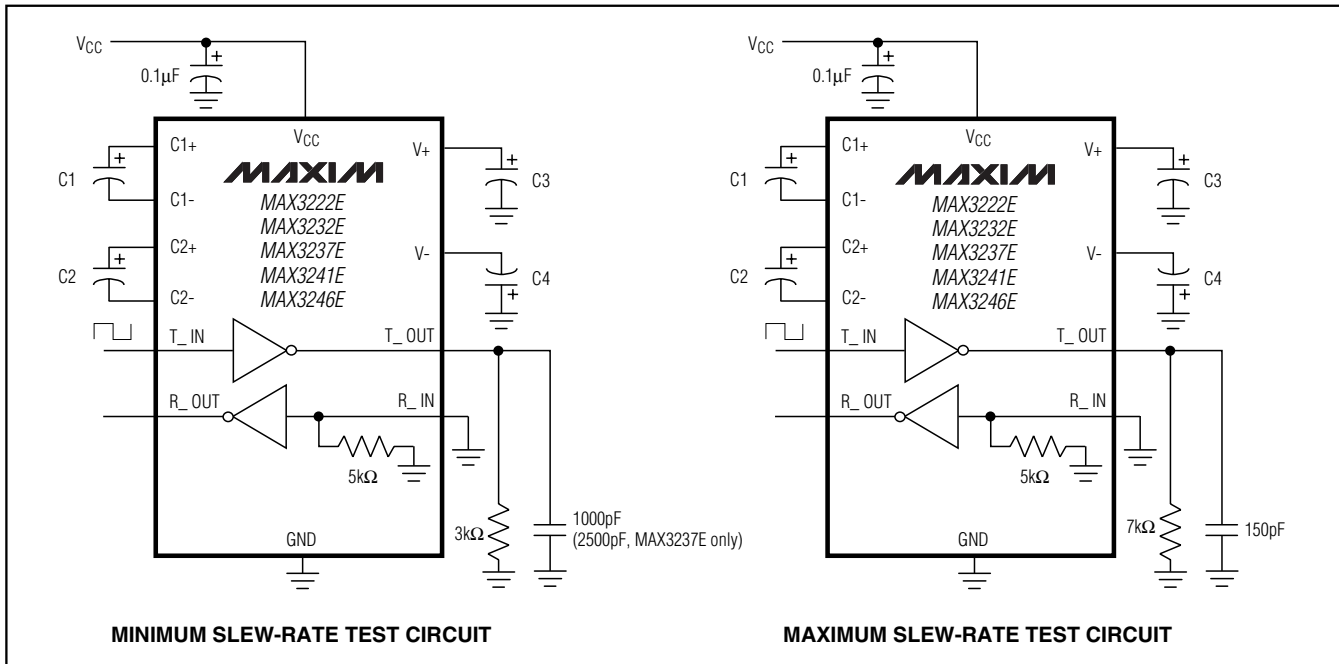 VCC
0.1µF
VCC
C1+
C1
C1-
C2+
C2
C2-
V+
C3
V-
C4
MAXIM
MAX3222E
MAX3232E
MAX3237E
MAX3241E
MAX3246E
T_ IN
T_ OUT
R_ OUT
R_ IN
5kΩ
3kΩ
1000pF
(2500pF, MAX3237E only)
GND
MINIMUM SLEW-RATE TEST CIRCUIT
VCC
0.1µF
VCC
C1+
C1
C1-
C2+
C2
C2-
V+
C3
V-
C4
MAXIM
MAX3222E
MAX3232E
MAX3237E
MAX3241E
MAX3246E
T_ IN
T_ OUT
R_ OUT
R_ IN
5kΩ
7kΩ
150pF
GND
MAXIMUM SLEW-RATE TEST CIRCUIT